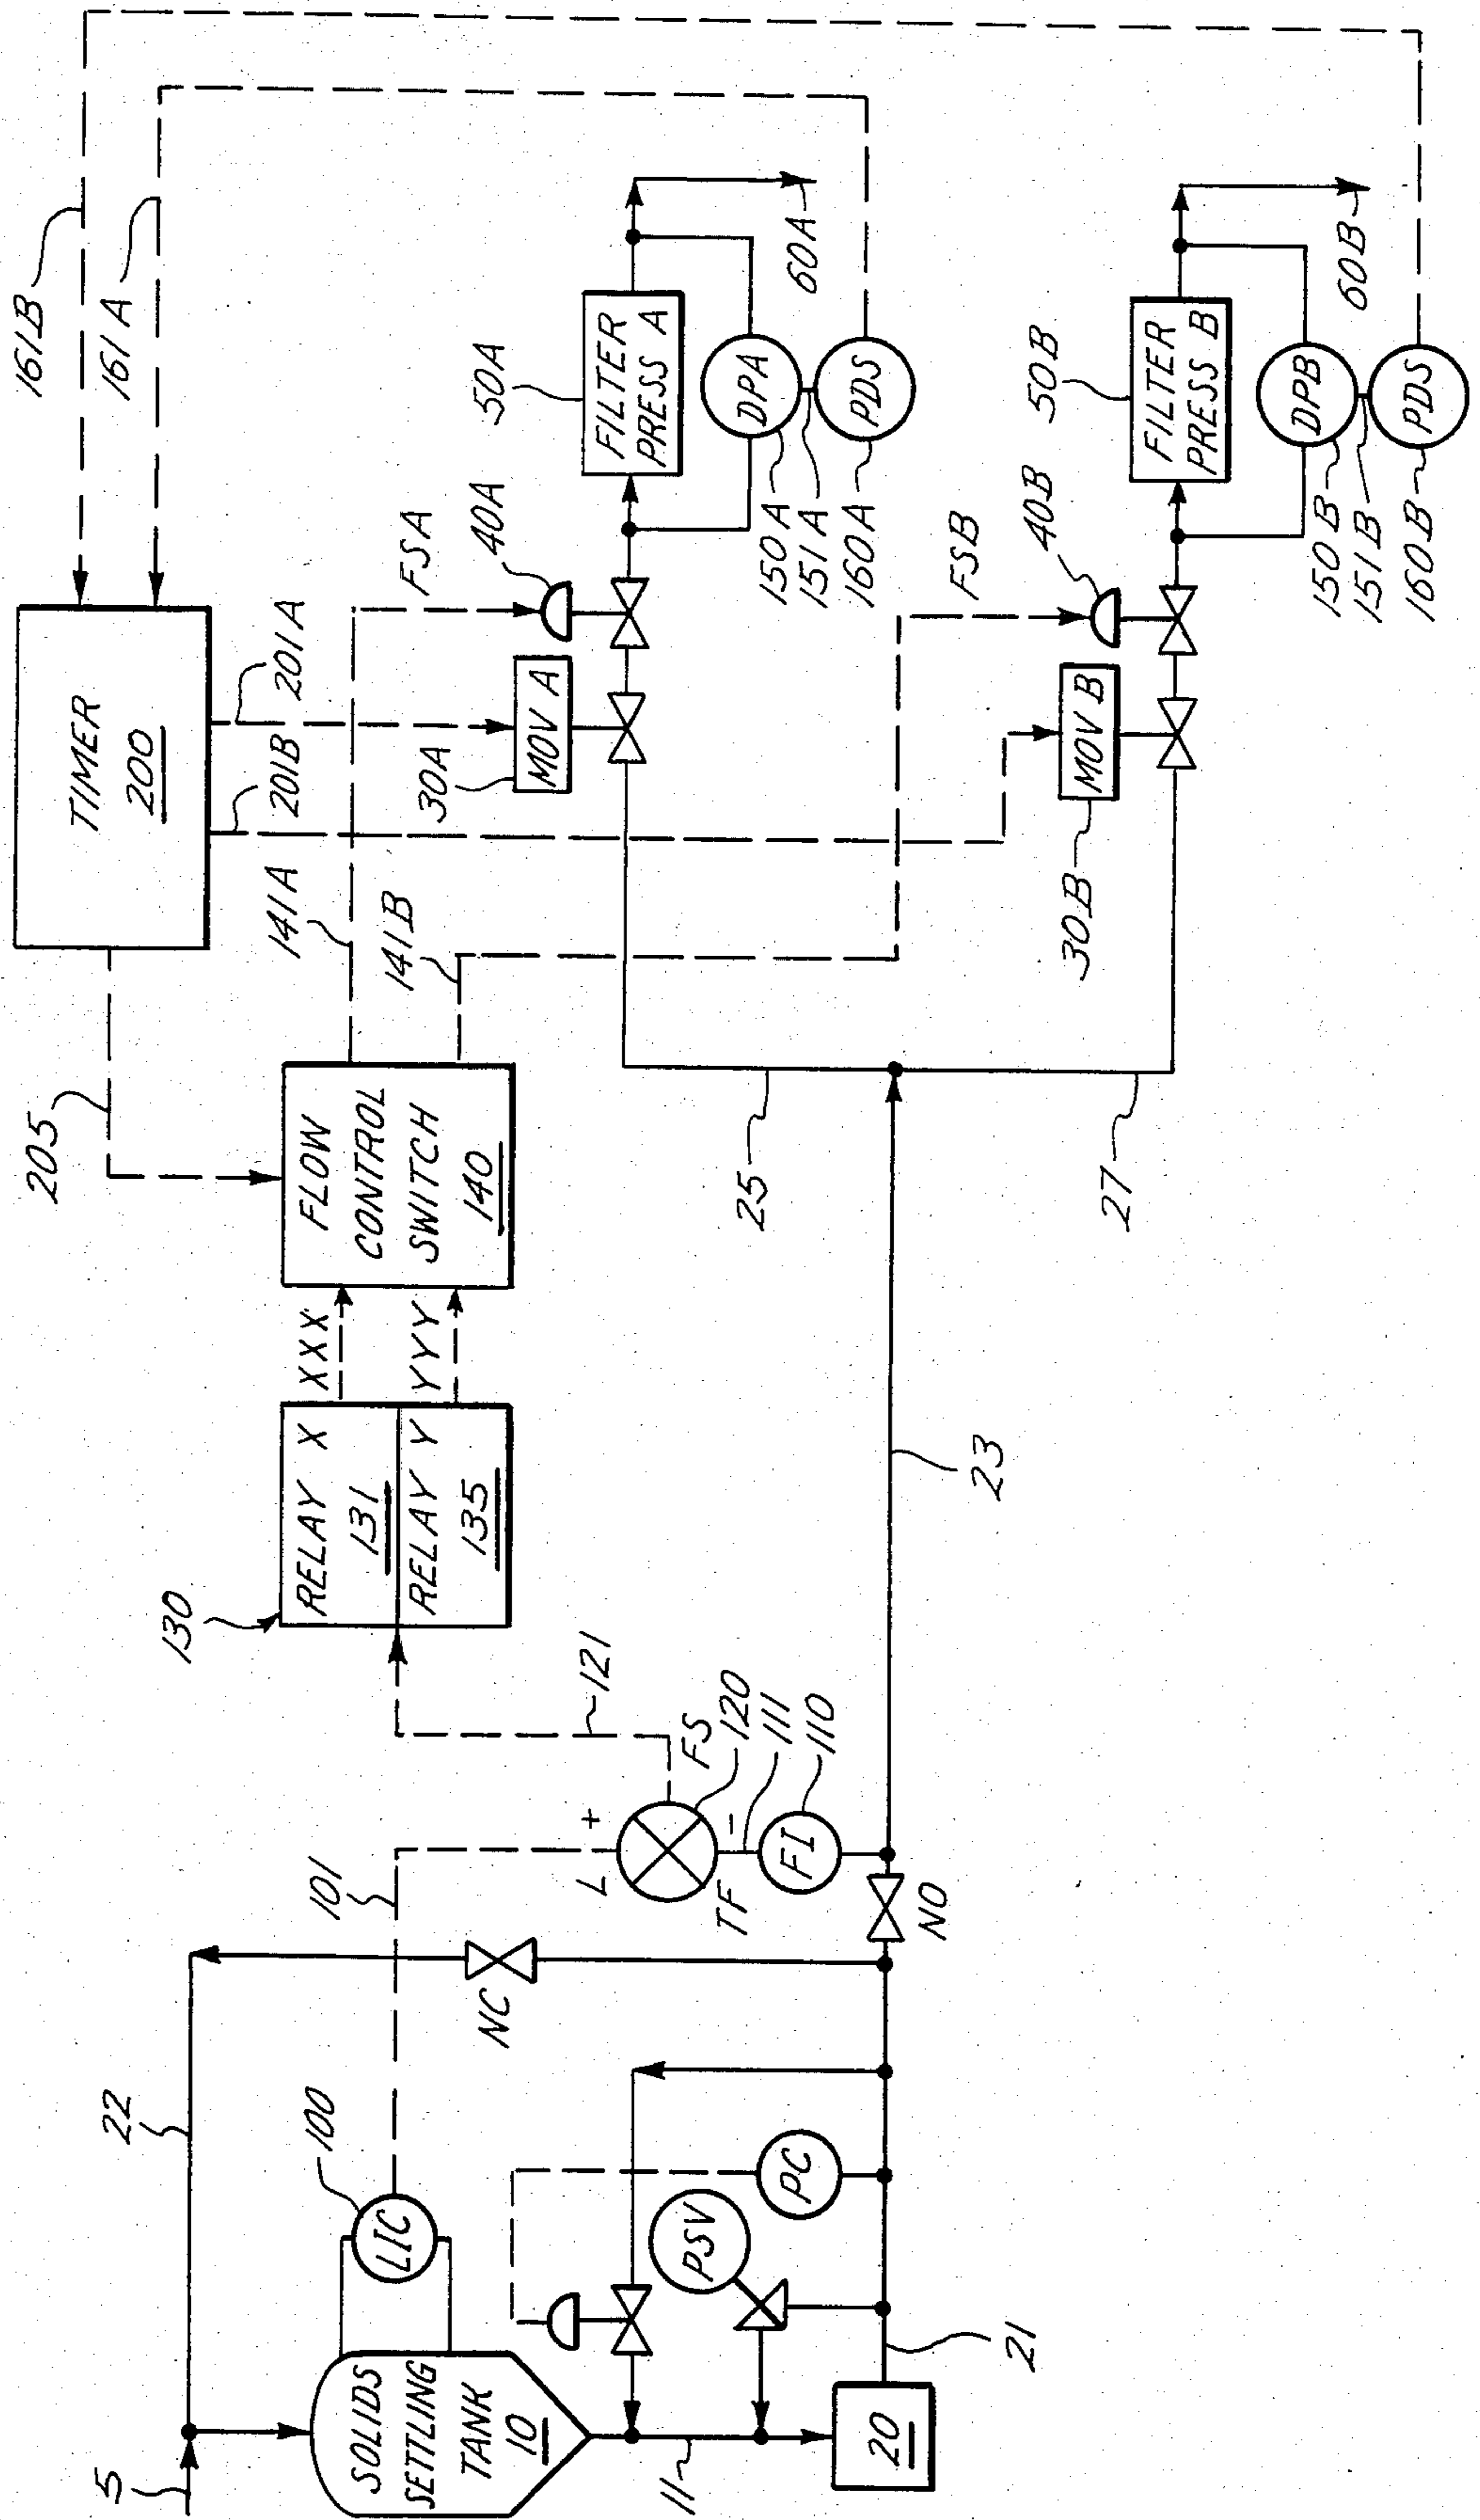 5
22
SOLIDS
SETTLING
TANK
10
LIC
100
101
11
20
21
PSV
PC
NC
NO
L
+
TF
-
FS
120
111
110
FI
121
130
RELAY X
131
RELAY Y
135
XXX
YYY
FLOW
CONTROL
SWITCH
140
205
141A
141B
23
25
27
TIMER
200
201B
201A
161B
161A
30A
MOV A
FSA
40A
50A
FILTER
PRESS A
DPA
PDS
150A
151A
160A
60A
30B
MOV B
FSB
40B
50B
FILTER
PRESS B
DPB
PDS
150B
151B
160B
60B